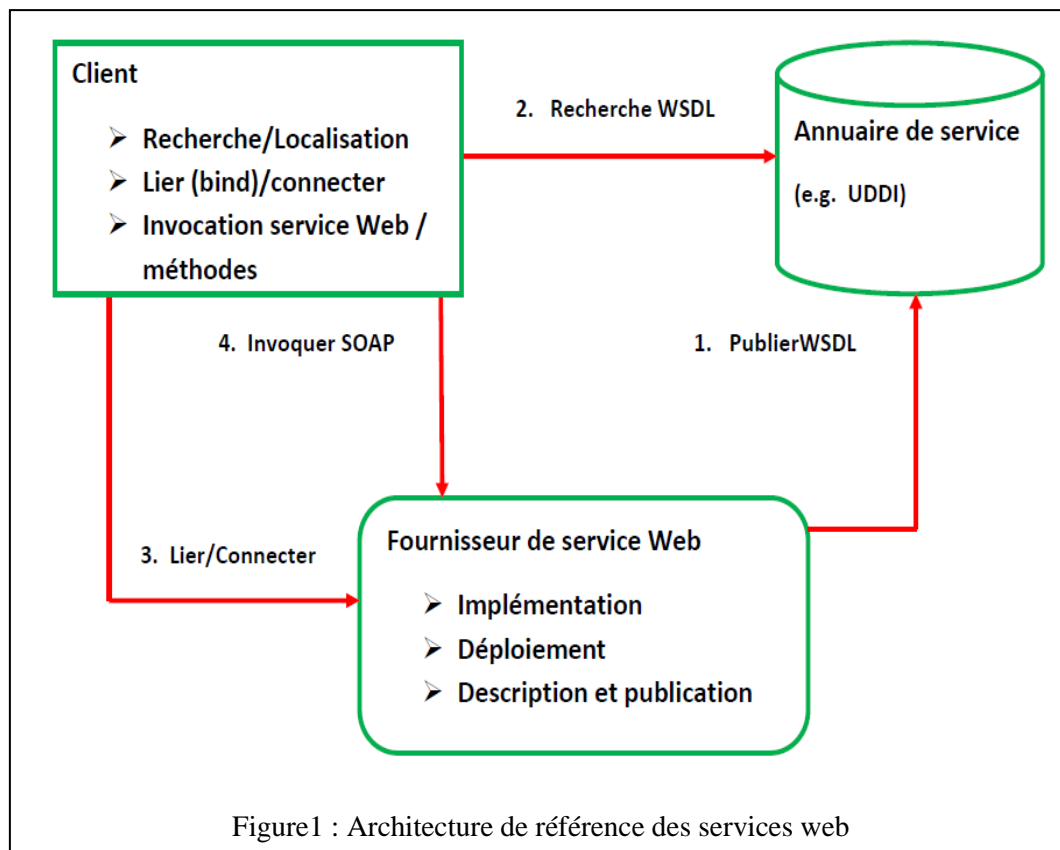 Client
➢ Recherche/Localisation
➢ Lier (bind)/connecter
➢ Invocation service Web /
méthodes
2. Recherche WSDL
Annuaire de service
(e.g. UDDI)
4. Invoquer SOAP
1. PublierWSDL
3. Lier/Connecter
Fournisseur de service Web
➢ Implémentation
➢ Déploiement
➢ Description et publication
Figure1 : Architecture de référence des services web